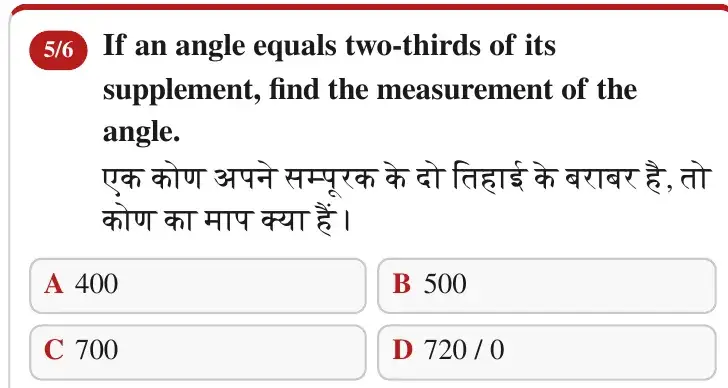 5/6 If an angle equals two-thirds of its
supplement, find the measurement of the
angle.
एक कोण अपने सम्पूरक के दो तिहाई के बराबर है, तो
कोण का माप क्या हैं।
A 400
B 500
C 700
D 720 / 0